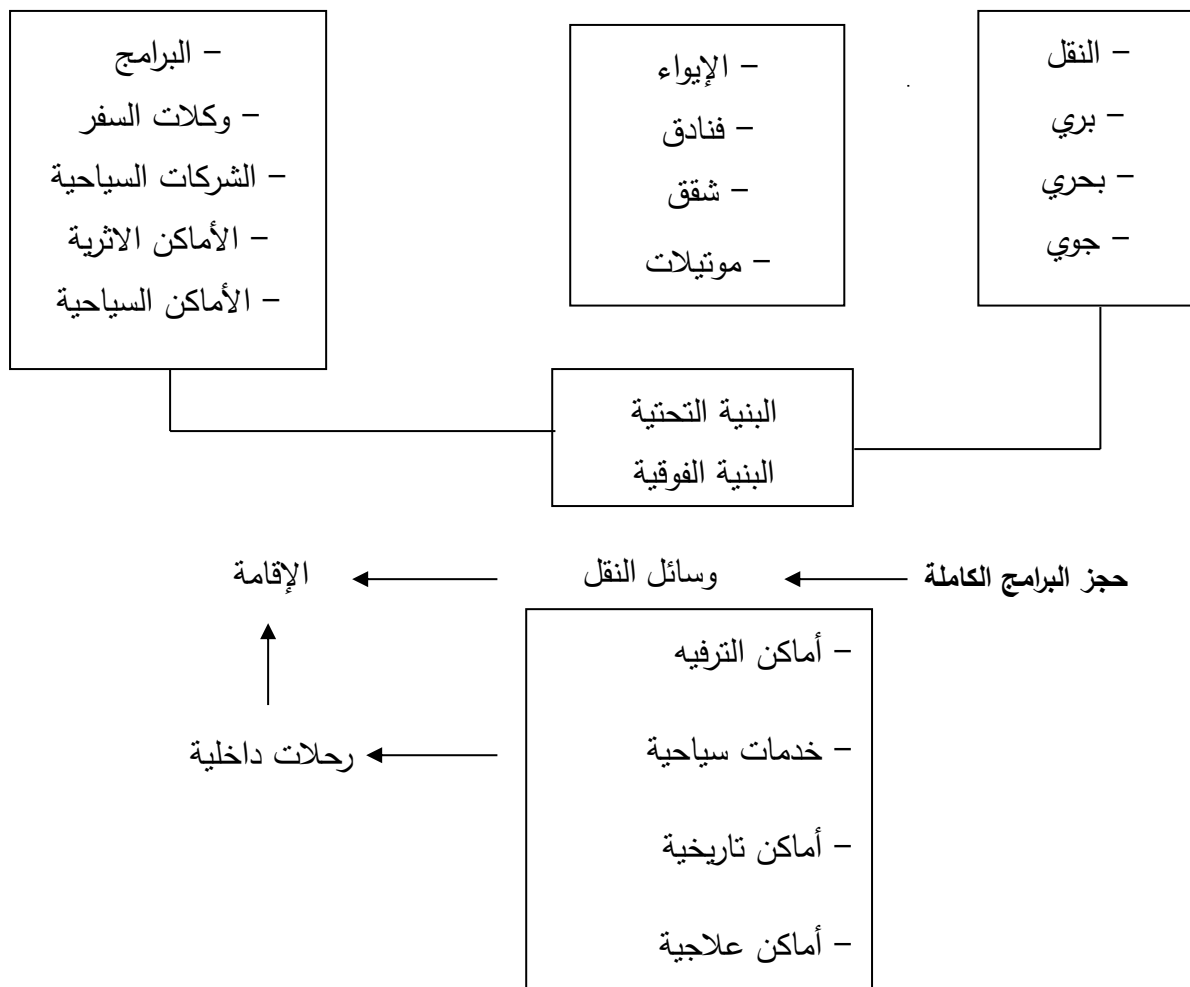 – النقل
– بري
– بحري
– جوي
– الإيواء
– فنادق
– شقق
– موتيلات
– البرامج
– وكلات السفر
– الشركات السياحية
– الأماكن الاثرية
– الأماكن السياحية
البنية التحتية
البنية الفوقية
حجز البرامج الكاملة
وسائل النقل
الإقامة
– أماكن الترفيه
– خدمات سياحية
– أماكن تاريخية
– أماكن علاجية
رحلات داخلية